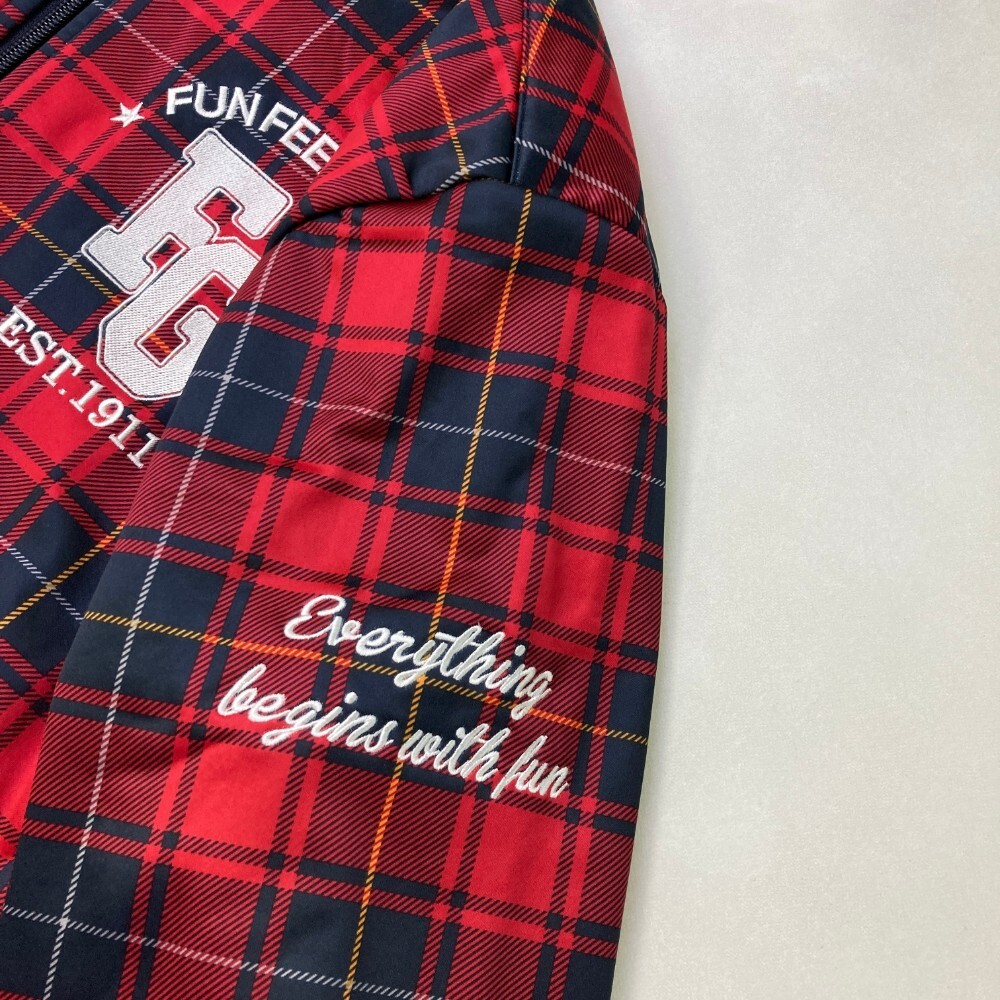 FUN FEE
FG
EST.1911
Everything
begins with fun